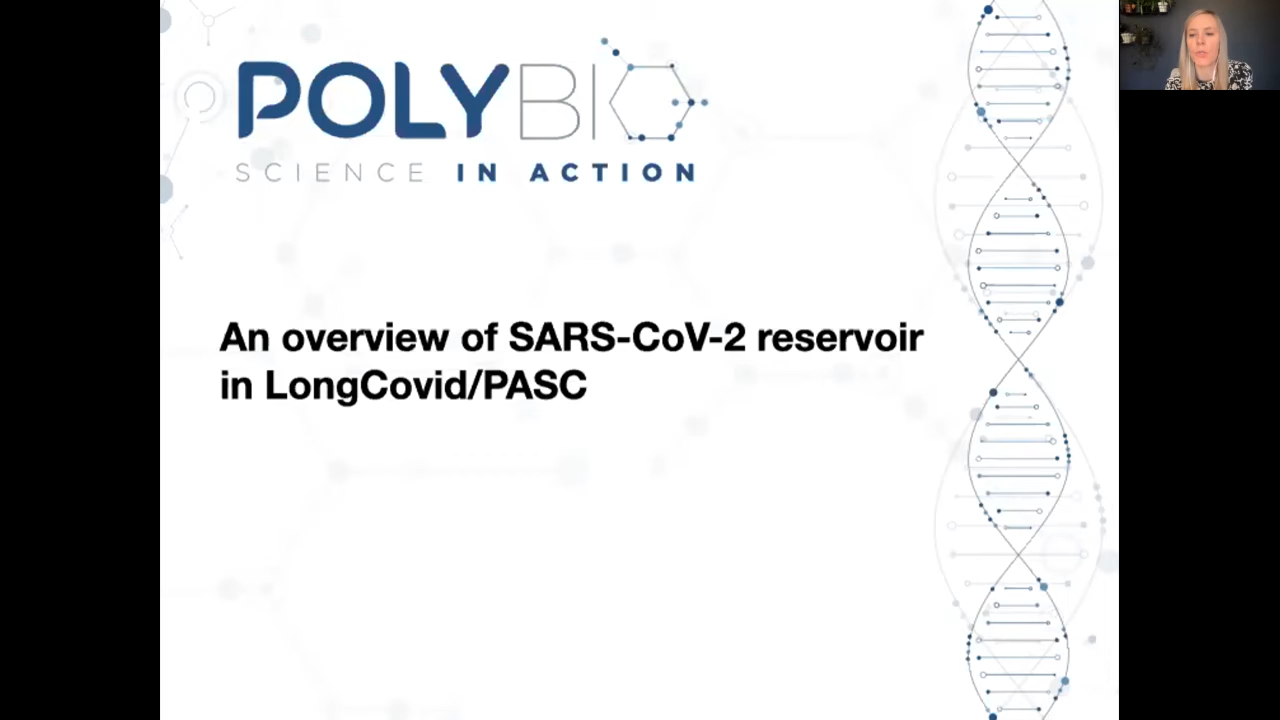 POLYBIO
SCIENCE IN ACTION
An overview of SARS-CoV-2 reservoir
in LongCovid/PASC